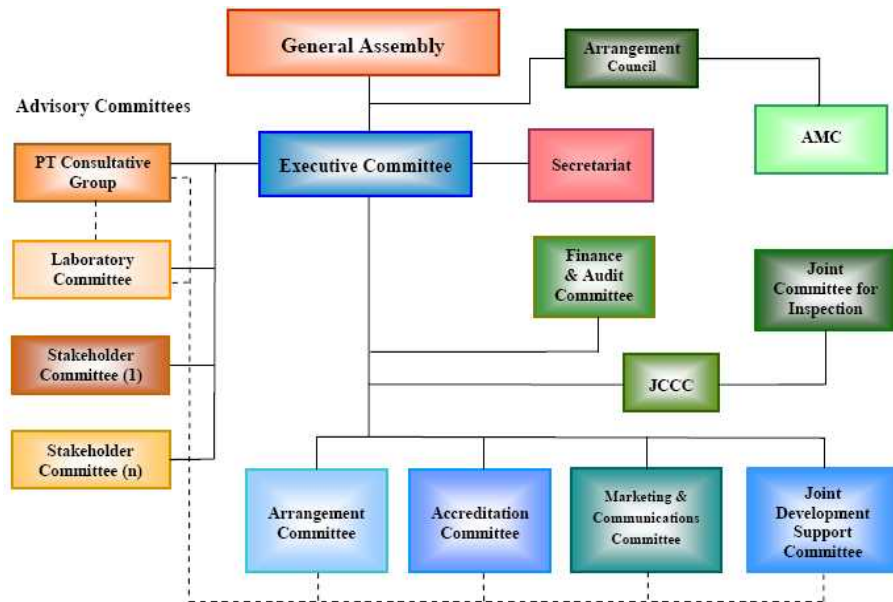 General Assembly
Arrangement
Council
Advisory Committees
AMC
PT Consultative
Group
Executive Committee
Secretariat
Laboratory
Committee
Finance
& Audit
Committee
Joint
Committee for
Inspection
Stakeholder
Committee (1)
JCCC
Stakeholder
Committee (n)
Arrangement
Committee
Accreditation
Committee
Marketing &
Communications
Committee
Joint
Development
Support
Committee